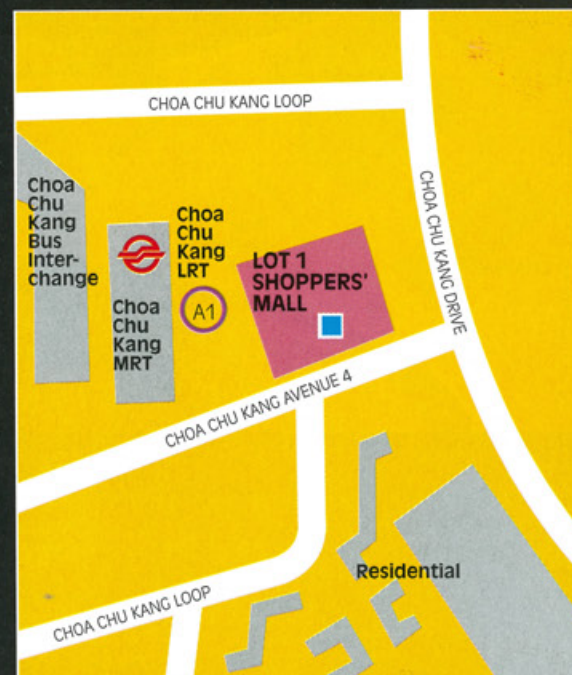 CHOA CHU KANG LOOP
Choa
Chu
Kang
Bus
Inter-
change
Choa
Chu
Kang
LRT
A1
Choa
Chu
Kang
MRT
LOT 1
SHOPPERS'
MALL
CHOA CHU KANG DRIVE
CHOA CHU KANG AVENUE 4
Residential
CHOA CHU KANG LOOP